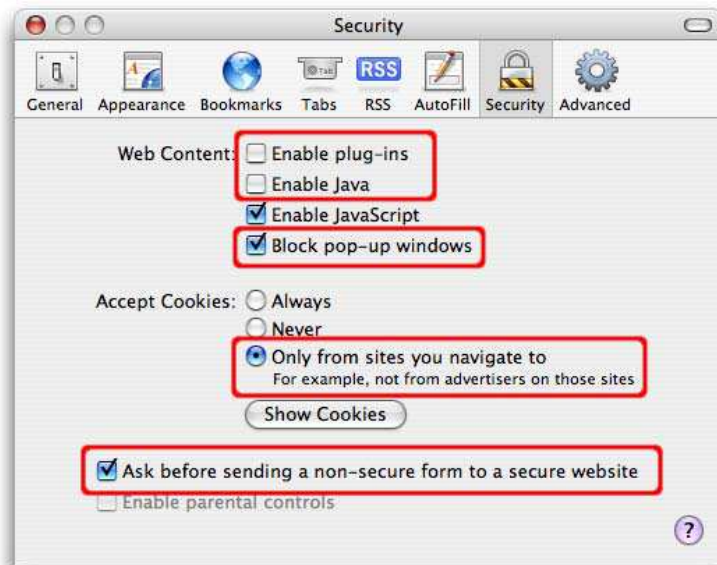 Security
TAB
RSS
General Appearance Bookmarks Tabs RSS AutoFill Security Advanced
Web Content: Enable plug-ins
Enable Java
Enable JavaScript
Block pop-up windows
Accept Cookies: Always
Never
Only from sites you navigate to
For example, not from advertisers on those sites
Show Cookies
Ask before sending a non-secure form to a secure website
Enable parental controls
?